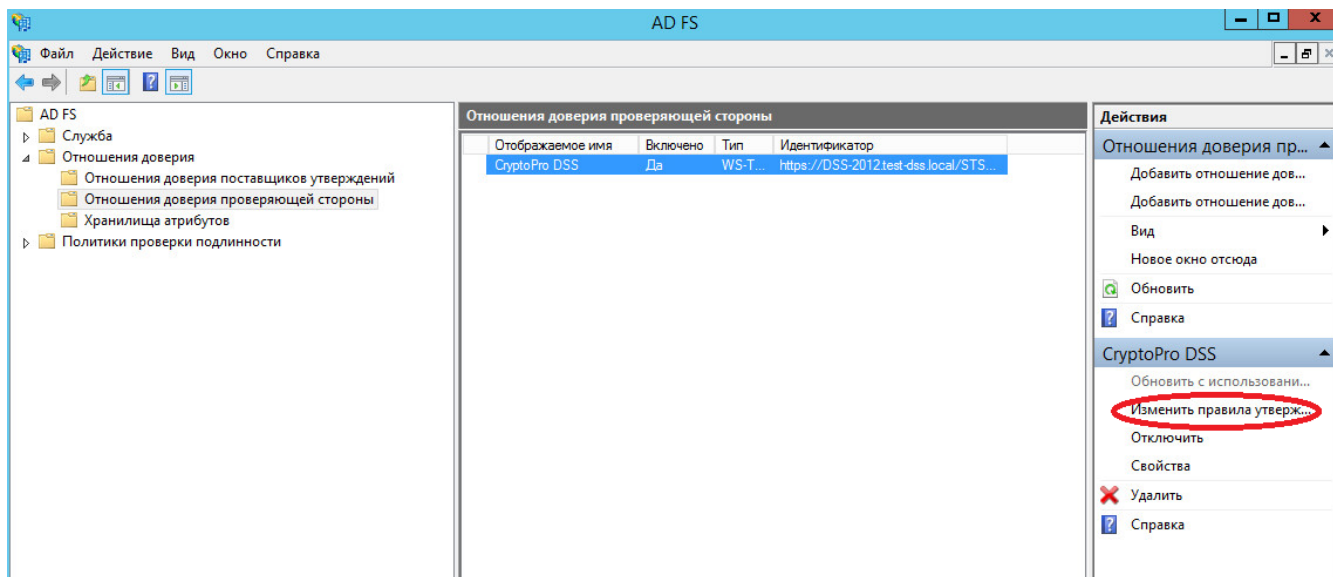 AD FS
Файл Действие Вид Окно Справка
AD FS
Служба
Отношения доверия
Отношения доверия поставщиков утверждений
Отношения доверия проверяющей стороны
Хранилища атрибутов
Политики проверки подлинности
Отношения доверия проверяющей стороны
Отображаемое имя Включено Тип Идентификатор
CryptoPro DSS Да WS-T... https://DSS-2012.test-dss.local/STS...
Действия
Отношения доверия пр...
Добавить отношение дов...
Добавить отношение дов...
Вид
Новое окно отсюда
Обновить
Справка
CryptoPro DSS
Обновить с использовани...
Изменить правила утверж...
Отключить
Свойства
Удалить
Справка